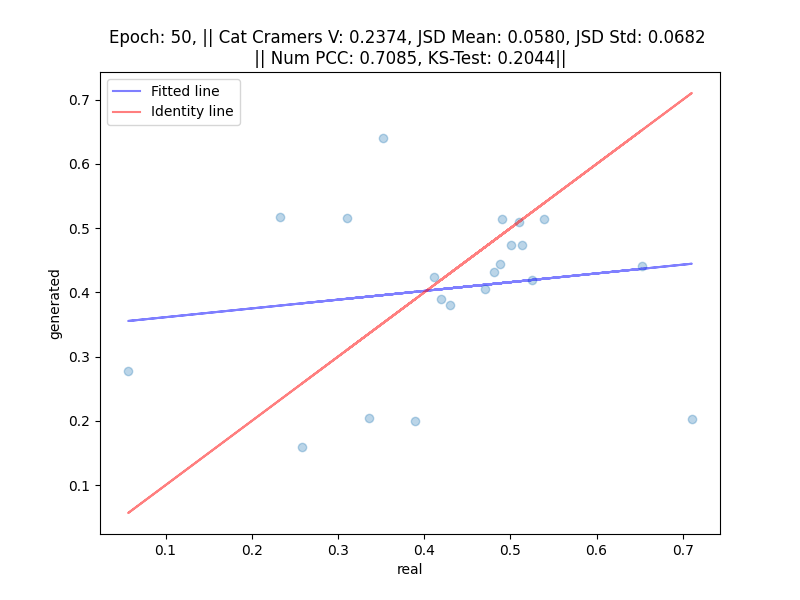 Epoch: 50, || Cat Cramers V: 0.2374, JSD Mean: 0.0580, JSD Std: 0.0682
|| Num PCC: 0.7085, KS-Test: 0.2044||
Fitted line
Identity line
generated
0.7
0.6
0.5
0.4
0.3
0.2
0.1
0.1 0.2 0.3 0.4 0.5 0.6 0.7
real